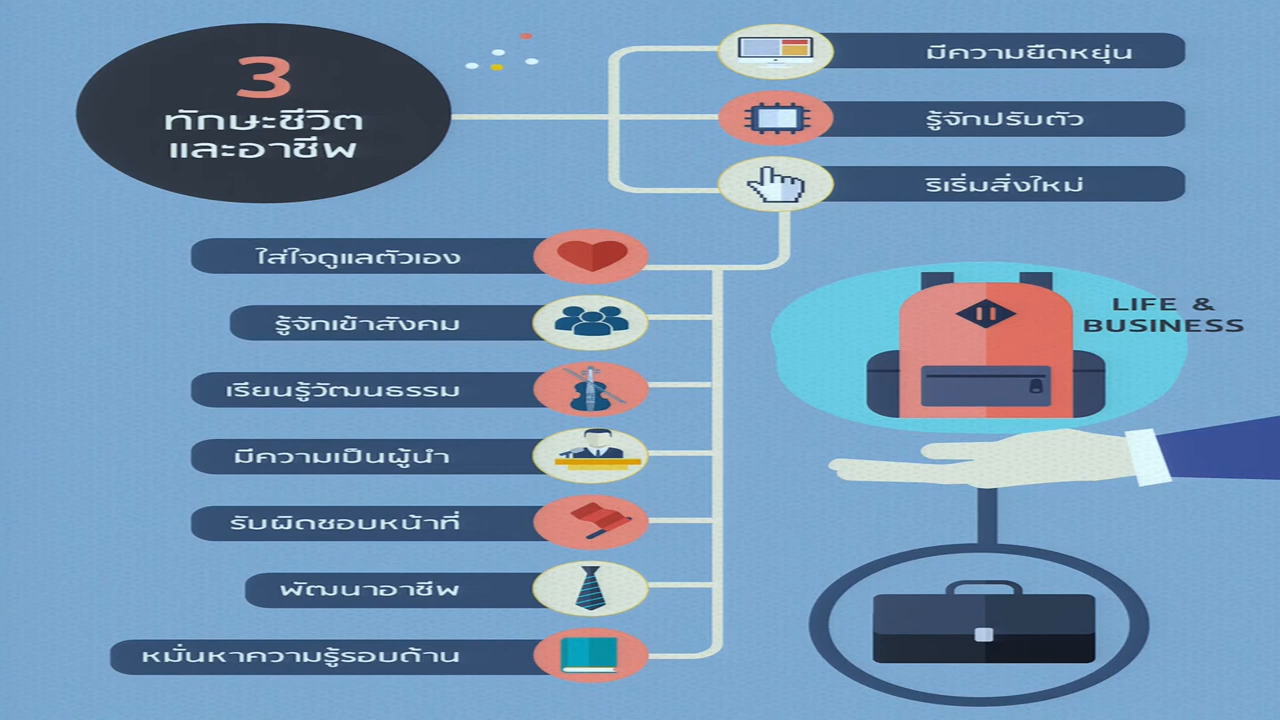 3
ทักษะชีวิต
และอาชีพ
มีความยืดหยุ่น
รู้จักปรับตัว
ริเริ่มสิ่งใหม่
ใส่ใจดูแลตัวเอง
รู้จักเข้าสังคม
เรียนรู้วัฒนธรรม
มีความเป็นผู้นำ
รับผิดชอบหน้าที่
พัฒนาอาชีพ
หมั่นหาความรู้รอบด้าน
LIFE &
BUSINESS